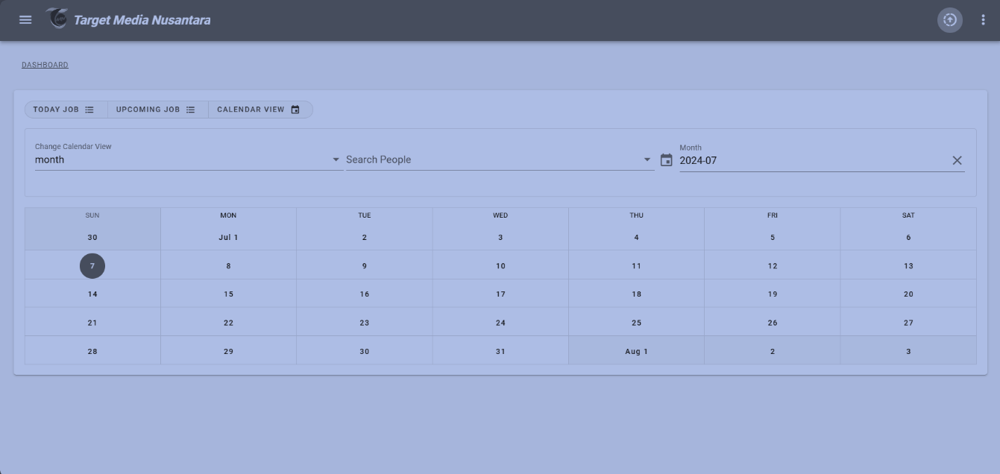 Target Media Nusantara
DASHBOARD
TODAY JOB UPCOMING JOB CALENDAR VIEW
Change Calendar View
month
Search People
Month
2024-07
SUN MON TUE WED THU FRI SAT
30 Jul 1 2 3 4 5 6
7 8 9 10 11 12 13
14 15 16 17 18 19 20
21 22 23 24 25 26 27
28 29 30 31 Aug 1 2 3